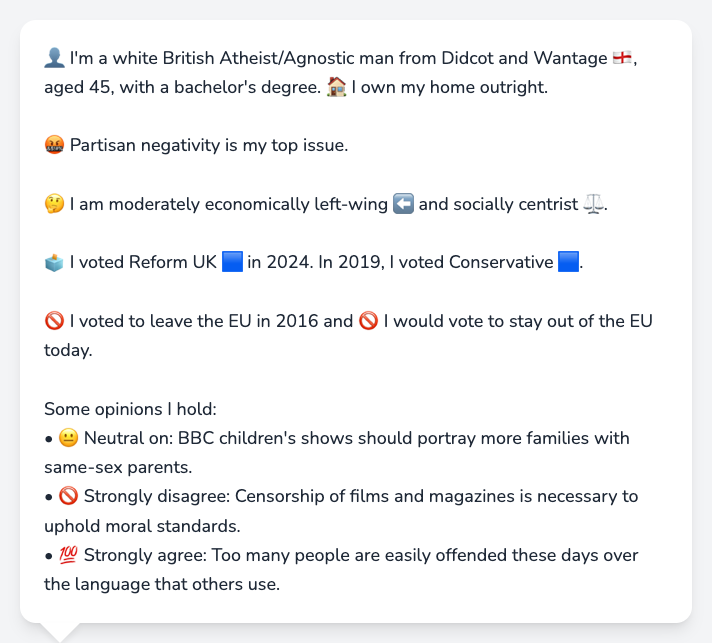 👤 I'm a white British Atheist/Agnostic man from Didcot and Wantage 🏴󠁧󠁢󠁥󠁮󠁧󠁿,
aged 45, with a bachelor's degree. 🏠 I own my home outright.
🤬 Partisan negativity is my top issue.
🤔 I am moderately economically left-wing ⬅️ and socially centrist ⚖️.
🗳️ I voted Reform UK 🟦 in 2024. In 2019, I voted Conservative 🟦.
🚫 I voted to leave the EU in 2016 and 🚫 I would vote to stay out of the EU
today.
Some opinions I hold:
• 😐 Neutral on: BBC children's shows should portray more families with
same-sex parents.
• 🚫 Strongly disagree: Censorship of films and magazines is necessary to
uphold moral standards.
• 💯 Strongly agree: Too many people are easily offended these days over
the language that others use.